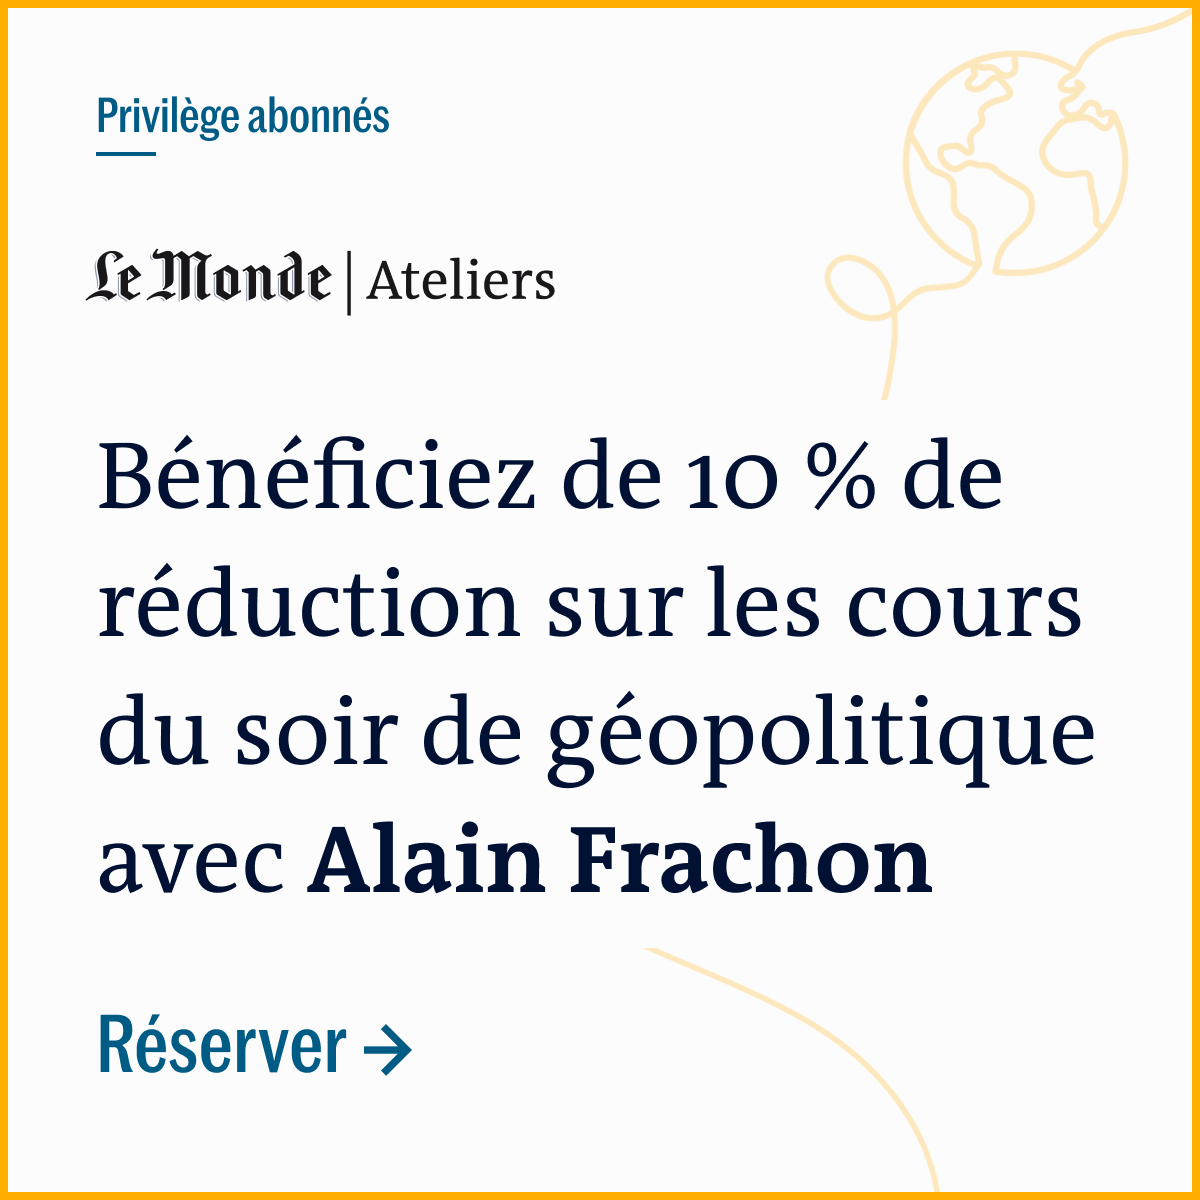 Privilège abonnés
Le Monde | Ateliers
Bénéficiez de 10 % de
réduction sur les cours
du soir de géopolitique
avec Alain Frachon
Réserver →